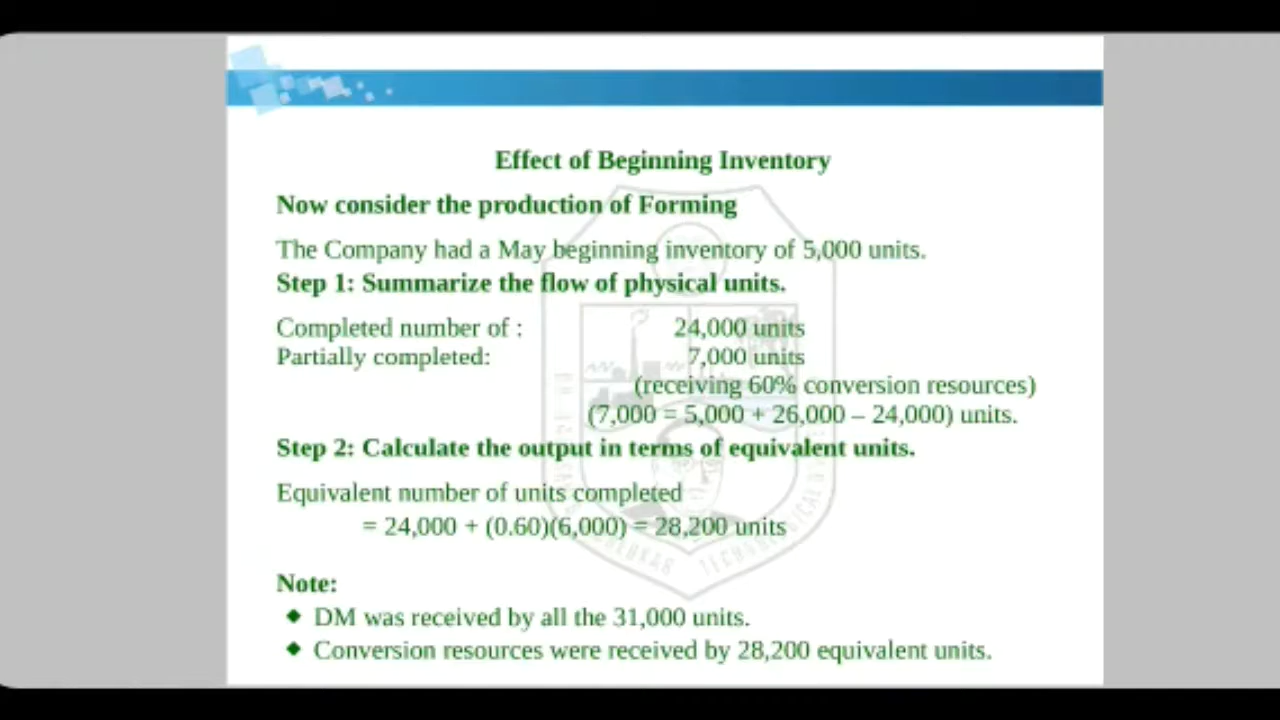 Effect of Beginning Inventory
Now consider the production of Forming
The Company had a May beginning inventory of 5,000 units.
Step 1: Summarize the flow of physical units.
Completed number of : 24,000 units
Partially completed: 7,000 units
(receiving 60% conversion resources)
(7,000 = 5,000 + 26,000 – 24,000) units.
Step 2: Calculate the output in terms of equivalent units.
Equivalent number of units completed
= 24,000 + (0.60)(6,000) = 28,200 units
Note:
◆ DM was received by all the 31,000 units.
◆ Conversion resources were received by 28,200 equivalent units.